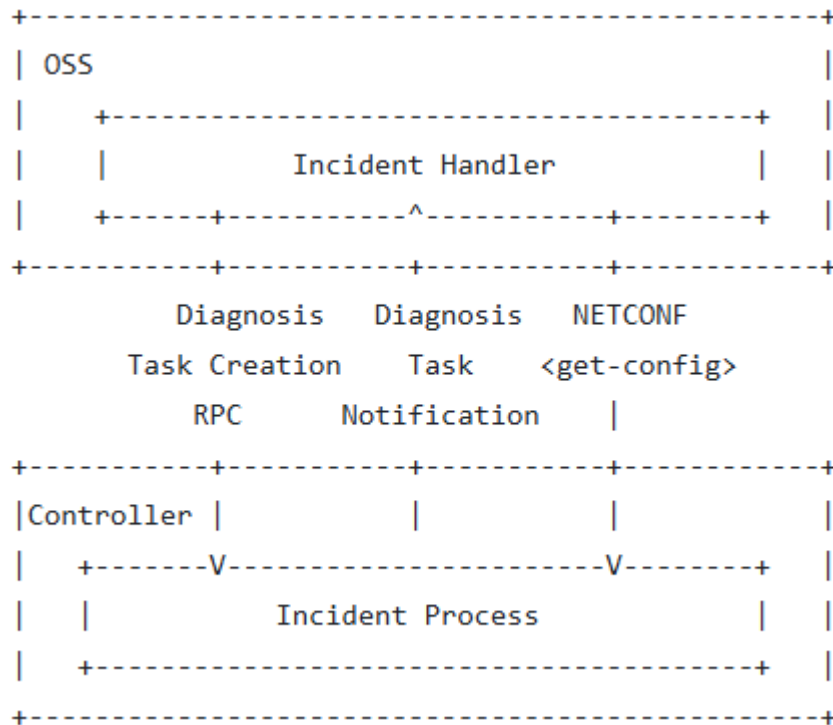 +------------------------------------------------+
| OSS                                            |
|    +---------------------------------------+   |
|    |           Incident Handler            |   |
|    +------+-----------^-----------+--------+   |
+-----------+-----------+-----------+------------+
Diagnosis   Diagnosis   NETCONF
Task Creation    Task    <get-config>
RPC      Notification    |
+-----------+-----------+-----------+------------+
|Controller |           |           |            |
|   +-------V-----------------------V--------+   |
|   |           Incident Process             |   |
|   +----------------------------------------+   |
+------------------------------------------------+